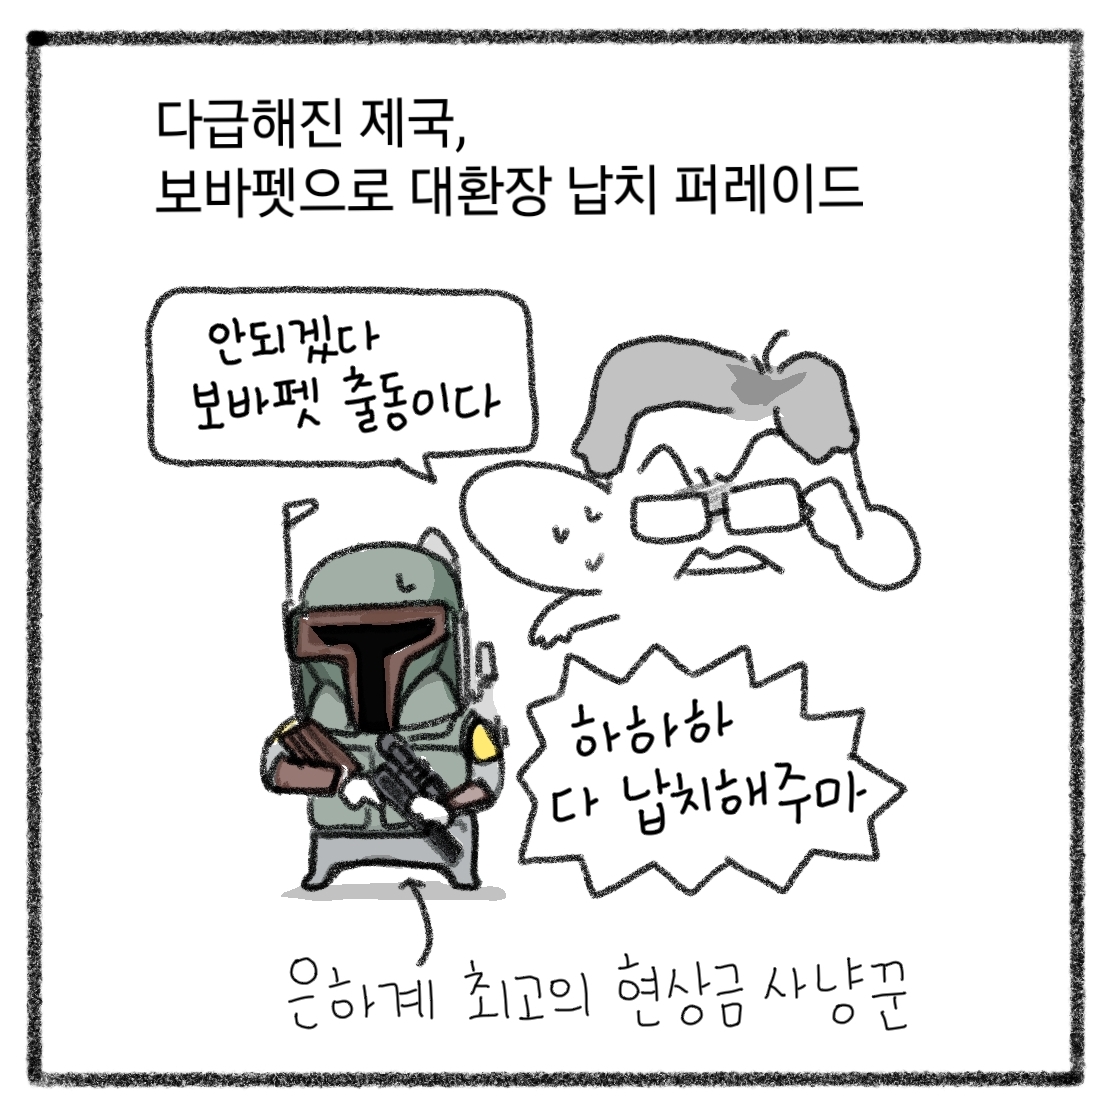 다급해진 제국,
보바펫으로 대환장 납치 퍼레이드
안되겠다
보바펫 출동이다
하하하
다 납치해주마
은하계 최고의 현상금 사냥꾼